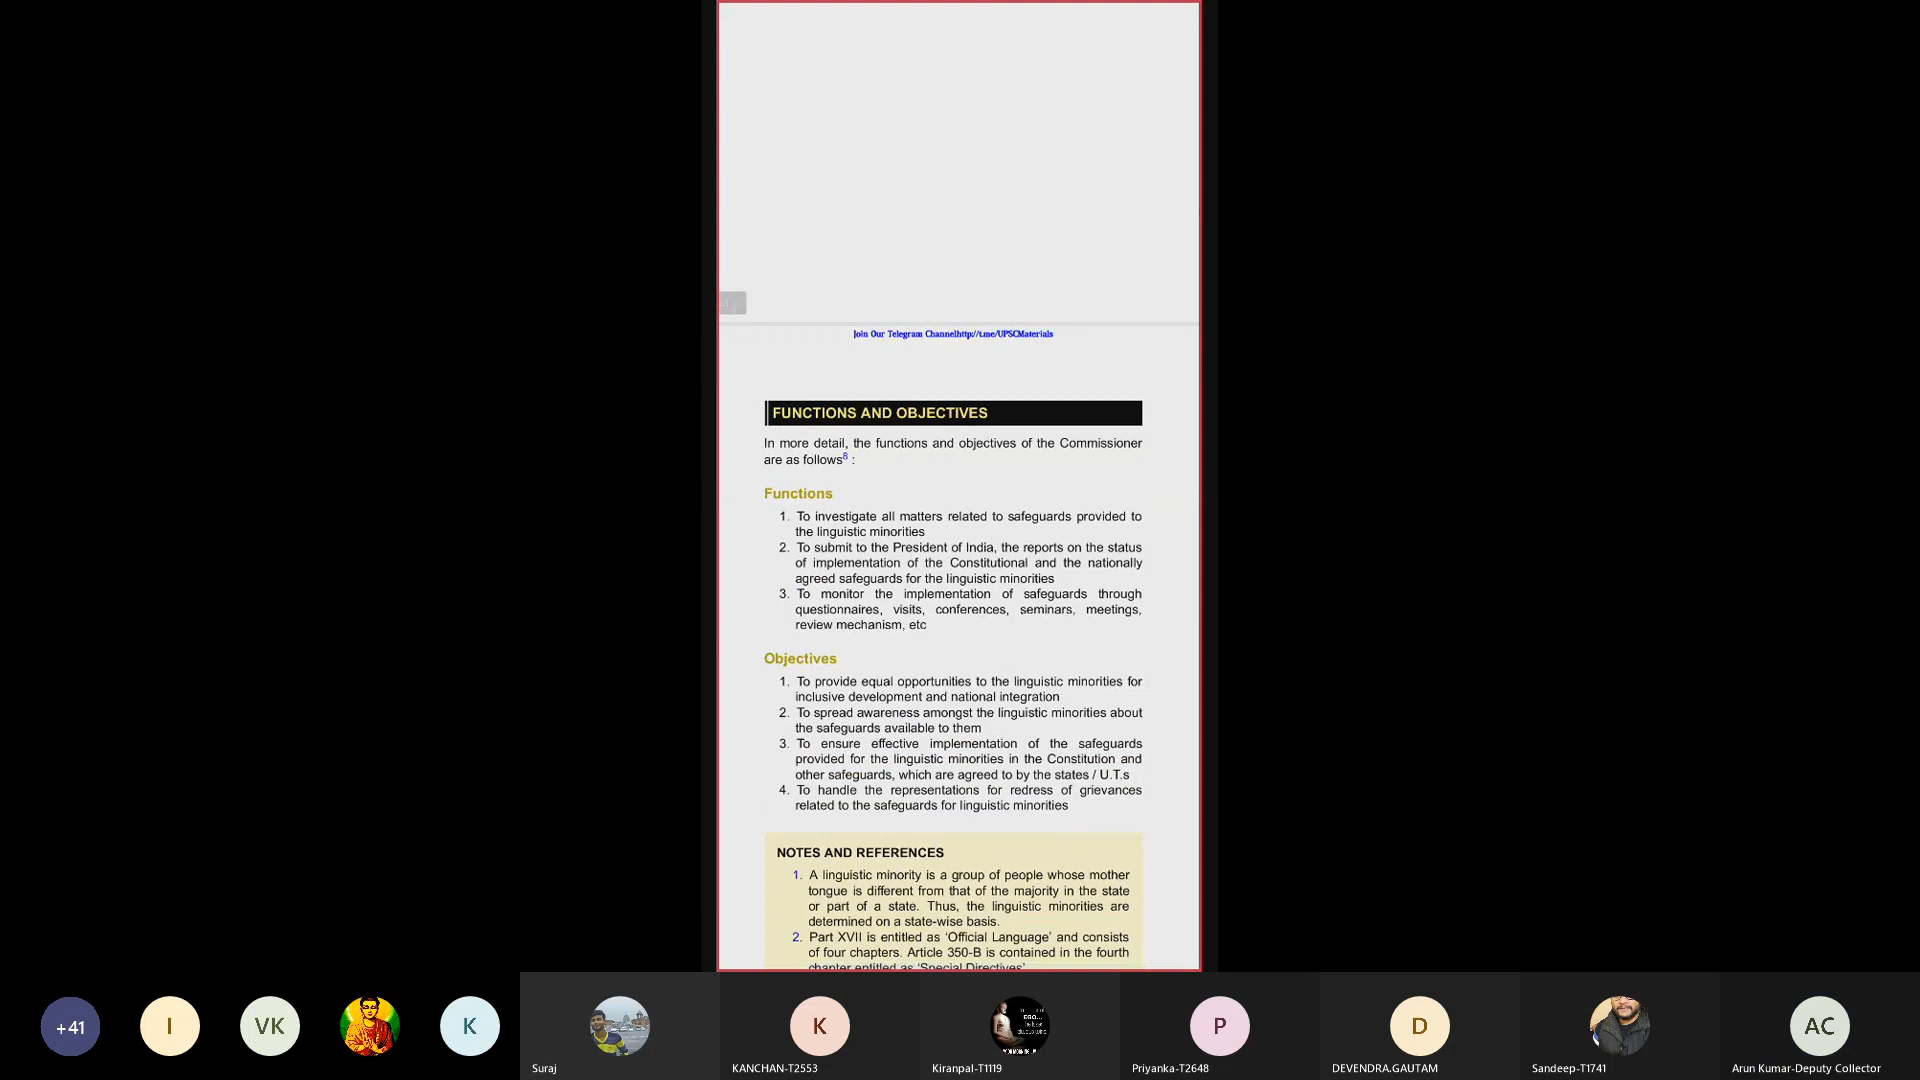 Join Our Telegram Channelhttp://t.me/UPSCMaterials
FUNCTIONS AND OBJECTIVES
In more detail, the functions and objectives of the Commissioner
are as follows8 :
Functions
1. To investigate all matters related to safeguards provided to
the linguistic minorities
2. To submit to the President of India, the reports on the status
of implementation of the Constitutional and the nationally
agreed safeguards for the linguistic minorities
3. To monitor the implementation of safeguards through
questionnaires, visits, conferences, seminars, meetings,
review mechanism, etc
Objectives
1. To provide equal opportunities to the linguistic minorities for
inclusive development and national integration
2. To spread awareness amongst the linguistic minorities about
the safeguards available to them
3. To ensure effective implementation of the safeguards
provided for the linguistic minorities in the Constitution and
other safeguards, which are agreed to by the states / U.T.s
4. To handle the representations for redress of grievances
related to the safeguards for linguistic minorities
NOTES AND REFERENCES
1. A linguistic minority is a group of people whose mother
tongue is different from that of the majority in the state
or part of a state. Thus, the linguistic minorities are
determined on a state-wise basis.
2. Part XVII is entitled as ‘Official Language’ and consists
of four chapters. Article 350-B is contained in the fourth
chapter entitled as ‘Special Directives’.
+41
I
VK
K
K
EGO...
P
D
AC
Suraj
KANCHAN-T2553
Kiranpal-T1119
Priyanka-T2648
DEVENDRA.GAUTAM
Sandeep-T1741
Arun Kumar-Deputy Collector